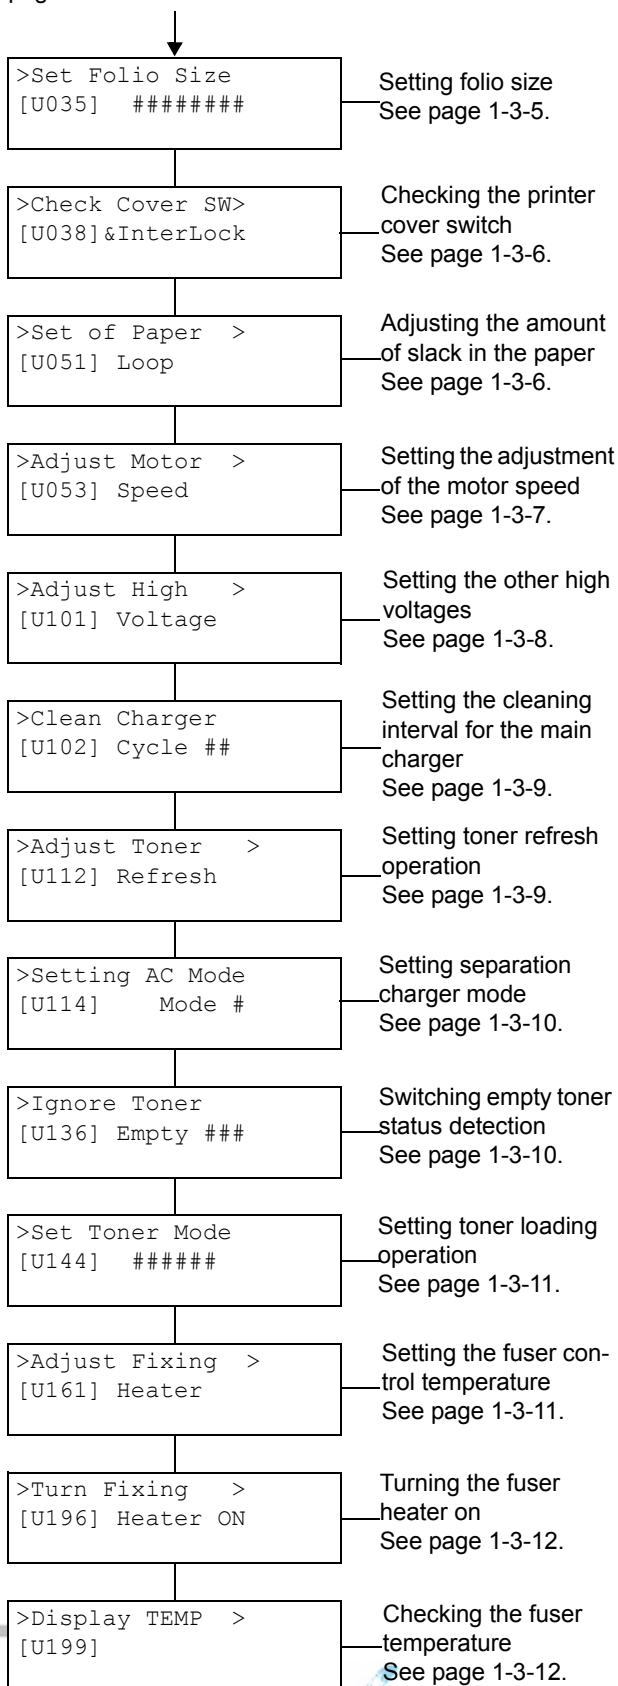 >Set Folio Size
[U035] ########
Setting folio size
See page 1-3-5.
>Check Cover SW>
[U038]&InterLock
Checking the printer
cover switch
See page 1-3-6.
>Set of Paper >
[U051] Loop
Adjusting the amount
of slack in the paper
See page 1-3-6.
>Adjust Motor >
[U053] Speed
Setting the adjustment
of the motor speed
See page 1-3-7.
>Adjust High >
[U101] Voltage
Setting the other high
voltages
See page 1-3-8.
>Clean Charger
[U102] Cycle ##
Setting the cleaning
interval for the main
charger
See page 1-3-9.
>Adjust Toner >
[U112] Refresh
Setting toner refresh
operation
See page 1-3-9.
>Setting AC Mode
[U114] Mode #
Setting separation
charger mode
See page 1-3-10.
>Ignore Toner
[U136] Empty ###
Switching empty toner
status detection
See page 1-3-10.
>Set Toner Mode
[U144] ######
Setting toner loading
operation
See page 1-3-11.
>Adjust Fixing >
[U161] Heater
Setting the fuser con-
trol temperature
See page 1-3-11.
>Turn Fixing >
[U196] Heater ON
Turning the fuser
heater on
See page 1-3-12.
>Display TEMP >
[U199]
Checking the fuser
temperature
See page 1-3-12.